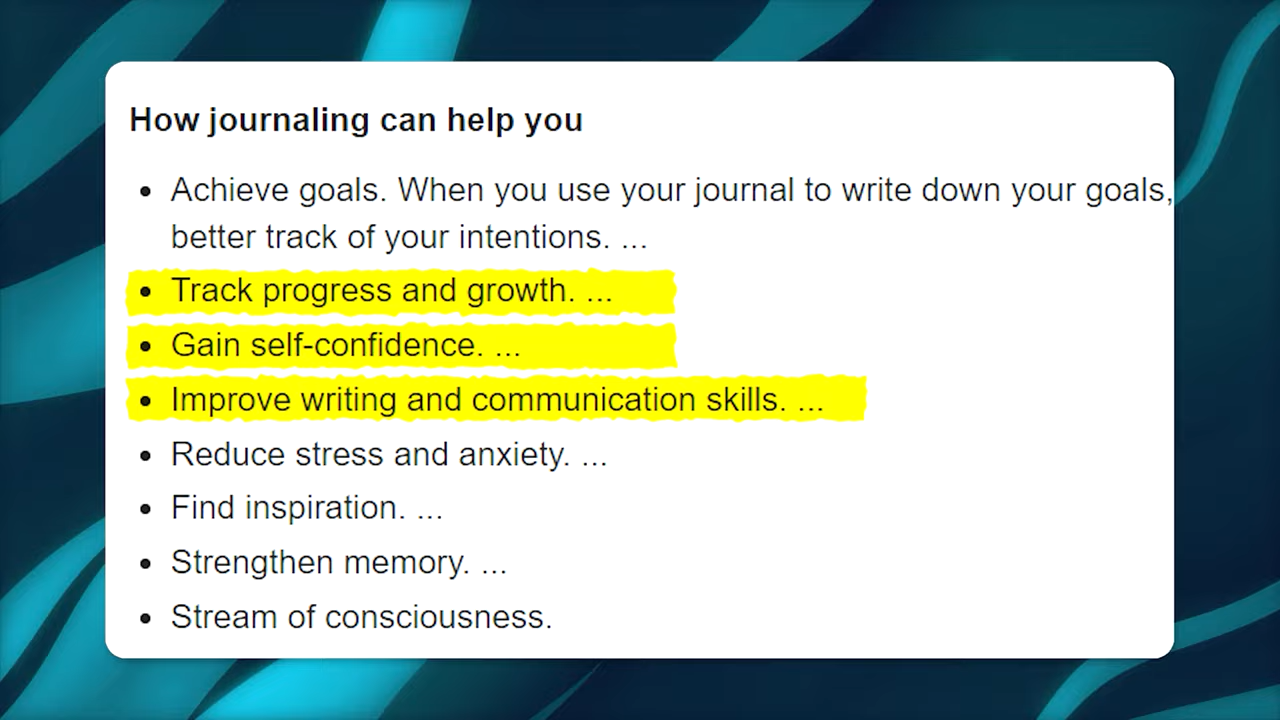 How journaling can help you
• Achieve goals. When you use your journal to write down your goals,
better track of your intentions. ...
• Track progress and growth. ...
• Gain self-confidence. ...
• Improve writing and communication skills. ...
• Reduce stress and anxiety. ...
• Find inspiration. ...
• Strengthen memory. ...
• Stream of consciousness.